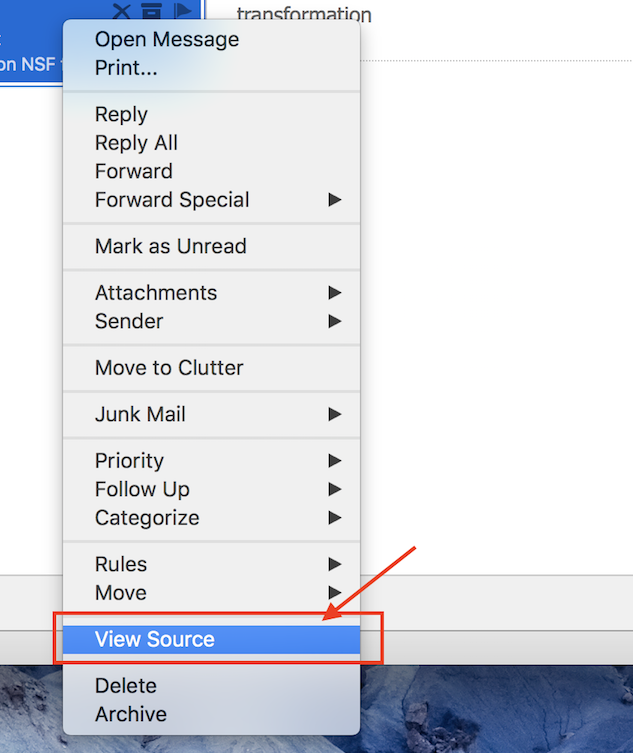 transformation
on NSF
Open Message
Print...
Reply
Reply All
Forward
Forward Special
Mark as Unread
Attachments
Sender
Move to Clutter
Junk Mail
Priority
Follow Up
Categorize
Rules
Move
View Source
Delete
Archive